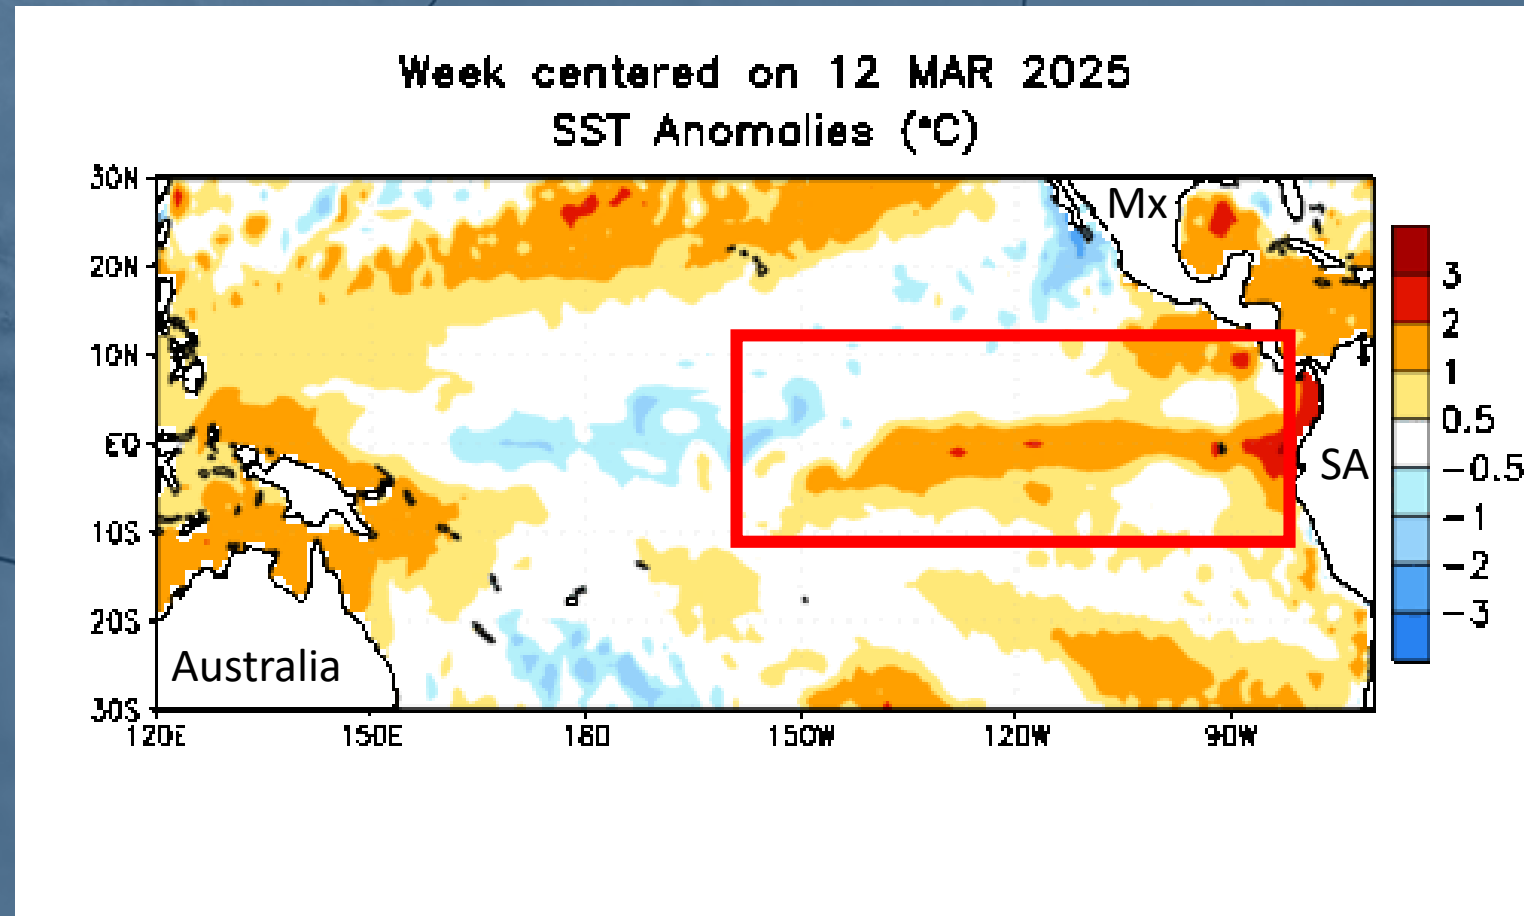 Week centered on 12 MAR 2025
SST Anomalies (°C)
30N
20N
10N
EQ
10S
20S
30S
120E 150E 180 150W 120W 90W
Mx
SA
Australia
3
2
1
0.5
-0.5
-1
-2
-3